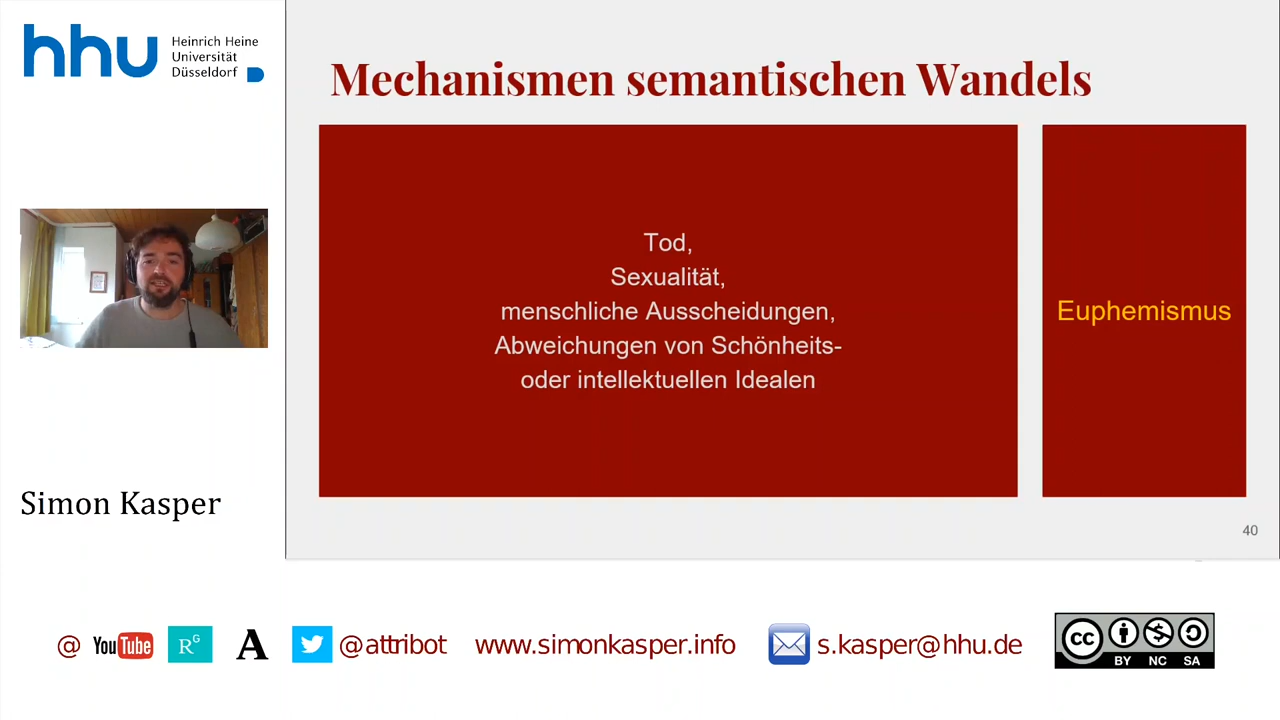 hhu
Heinrich Heine
Universität
Düsseldorf
Mechanismen semantischen Wandels
Tod,
Sexualität,
menschliche Ausscheidungen,
Abweichungen von Schönheits-
oder intellektuellen Idealen
Euphemismus
Simon Kasper
40
@ YouTube RG A @attribot www.simonkasper.info s.kasper@hhu.de
cc BY NC SA